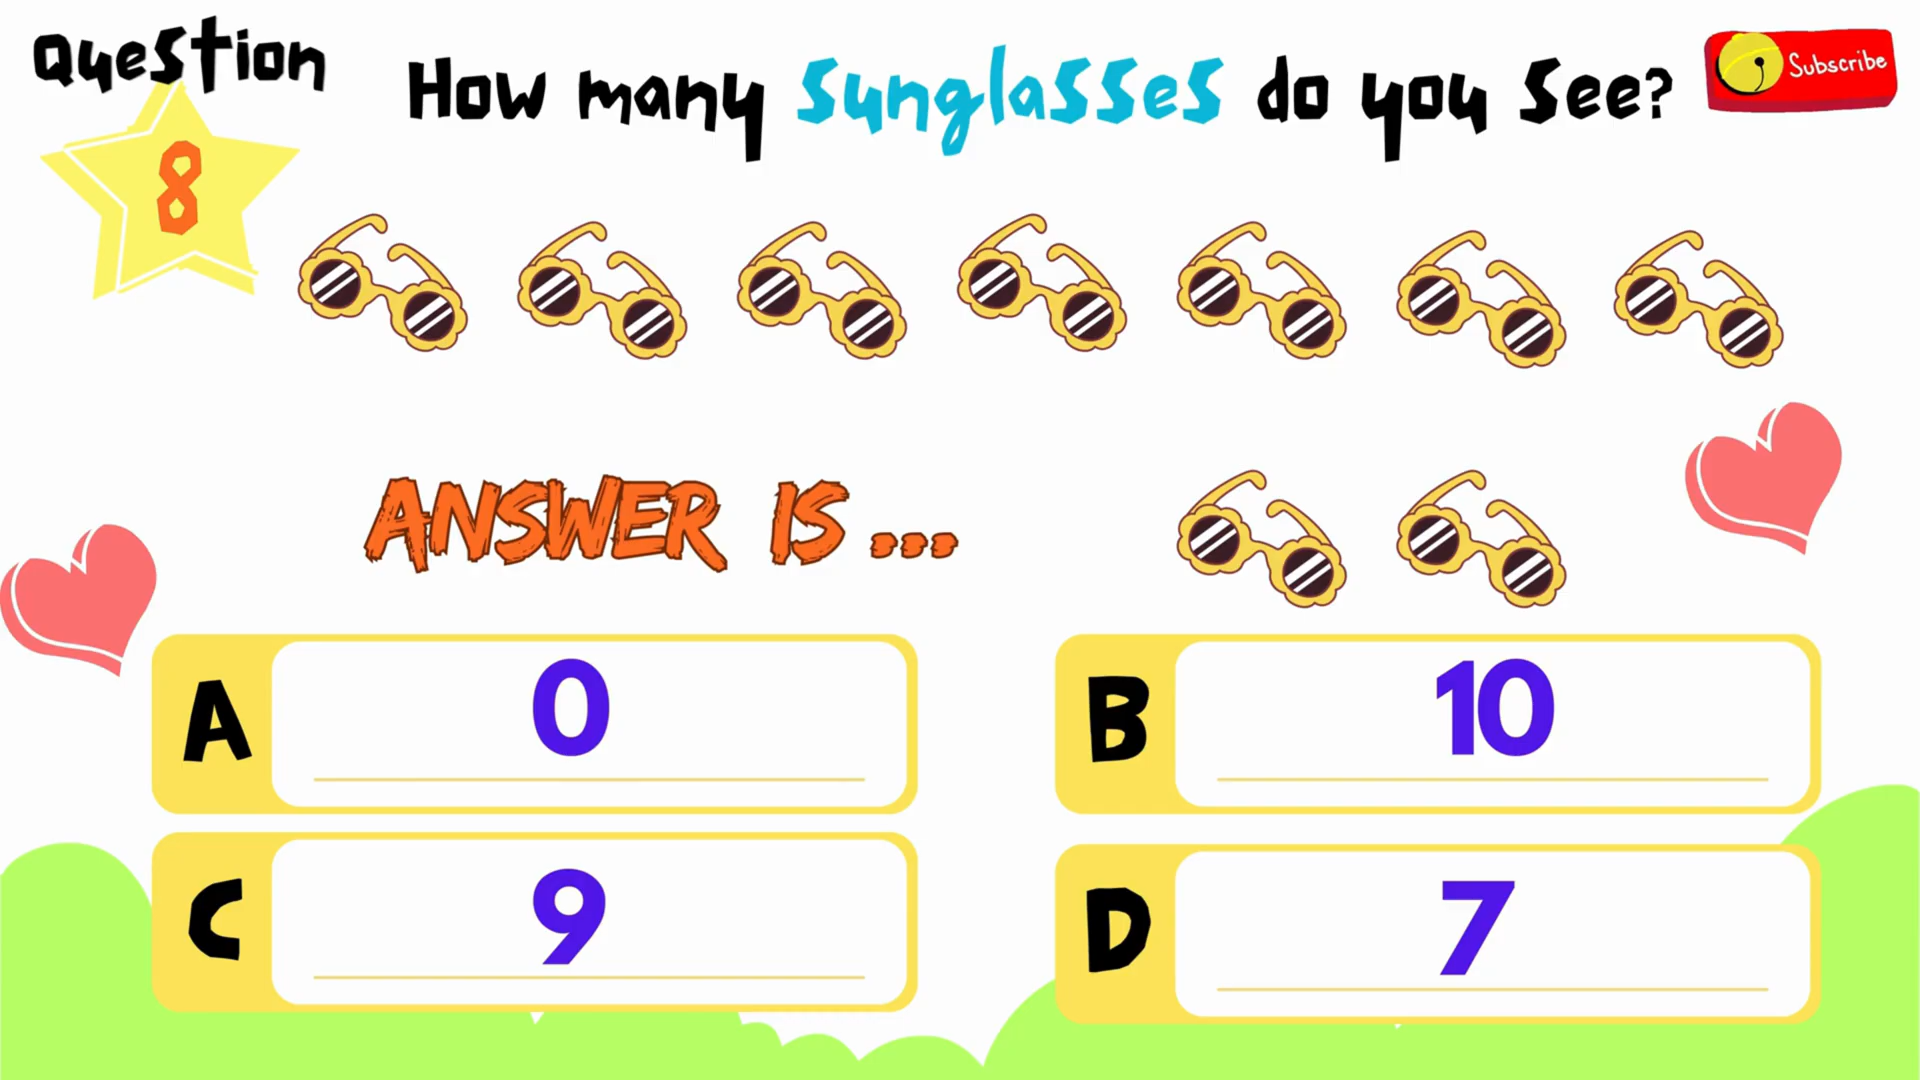 Question
8
How many sunglasses do you see?
Subscribe
ANSWER IS ...
A
0
B
10
C
9
D
7